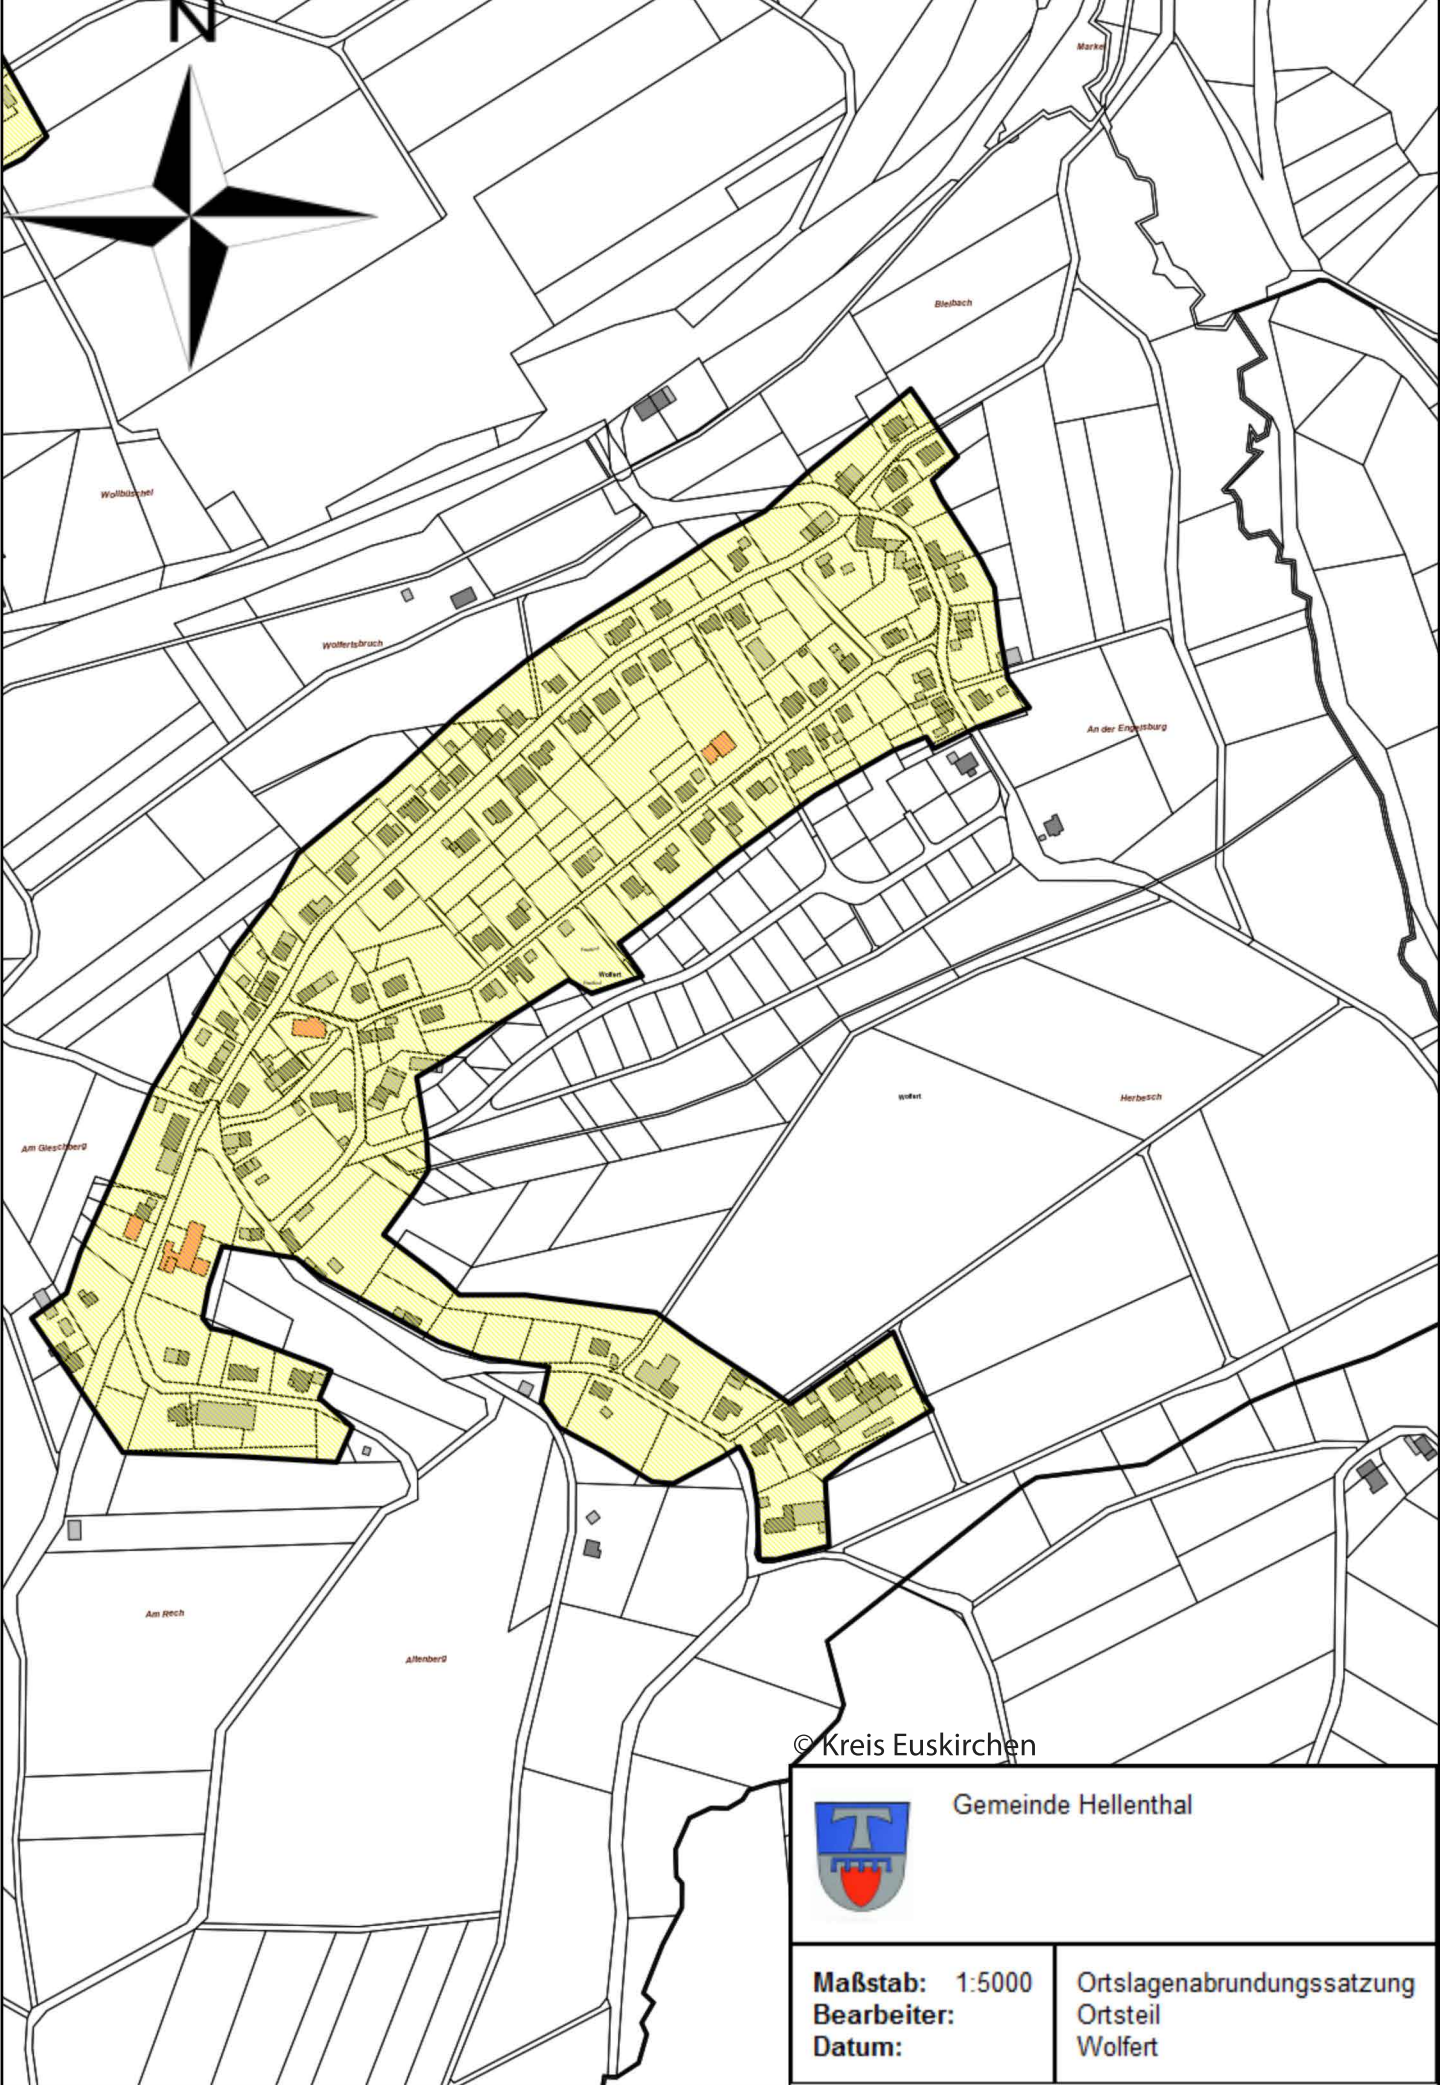 N
Marke
Bleibach
Wollbüschel
Wolfertsbruch
An der Engelsburg
Wolfert
Wolfert
Herbesch
Am Gieschberg
Am Rech
Altenberg
© Kreis Euskirchen
Gemeinde Hellenthal
Maßstab: 1:5000
Bearbeiter:
Datum:
Ortslagenabrundungssatzung
Ortsteil
Wolfert